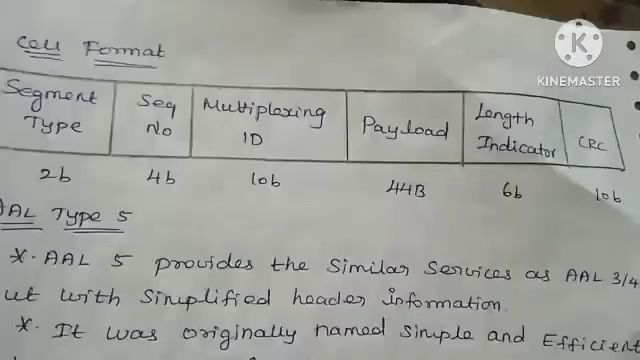 Cell Format
KINEMASTER
Segment Type | Seq No | Multiplexing ID | Payload | Length Indicator | CRC
2b 4b 10b 44B 6b 10b
AAL Type 5
* AAL 5 provides the similar services as AAL 3/4
ut with simplified header information.
* It was originally named simple and Efficient